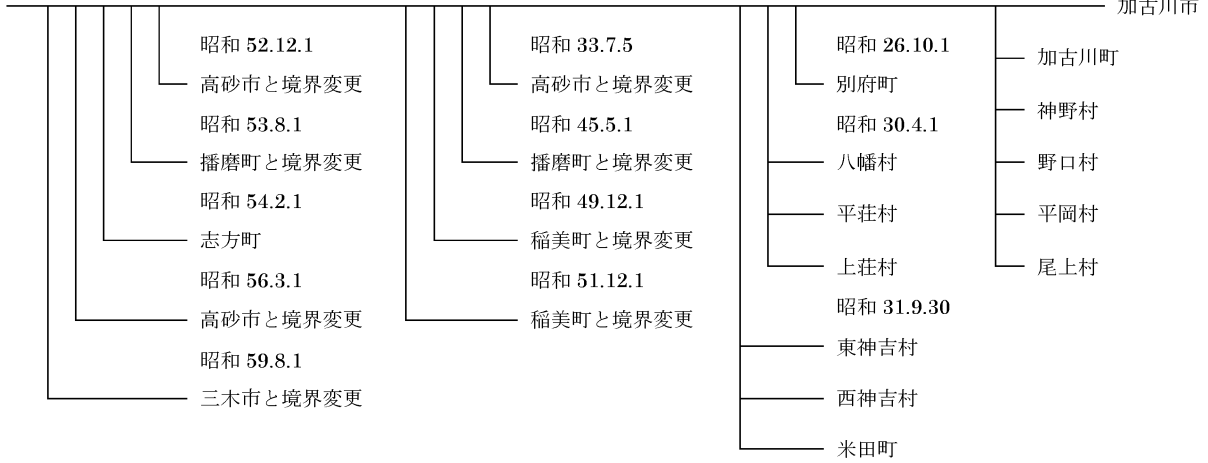 加古川市
昭和 52.12.1
高砂市と境界変更
昭和 53.8.1
播磨町と境界変更
昭和 54.2.1
志方町
昭和 56.3.1
高砂市と境界変更
昭和 59.8.1
三木市と境界変更
昭和 33.7.5
高砂市と境界変更
昭和 45.5.1
播磨町と境界変更
昭和 49.12.1
稲美町と境界変更
昭和 51.12.1
稲美町と境界変更
昭和 26.10.1
別府町
昭和 30.4.1
八幡村
平荘村
上荘村
昭和 31.9.30
東神吉村
西神吉村
米田町
加古川町
神野村
野口村
平岡村
尾上村